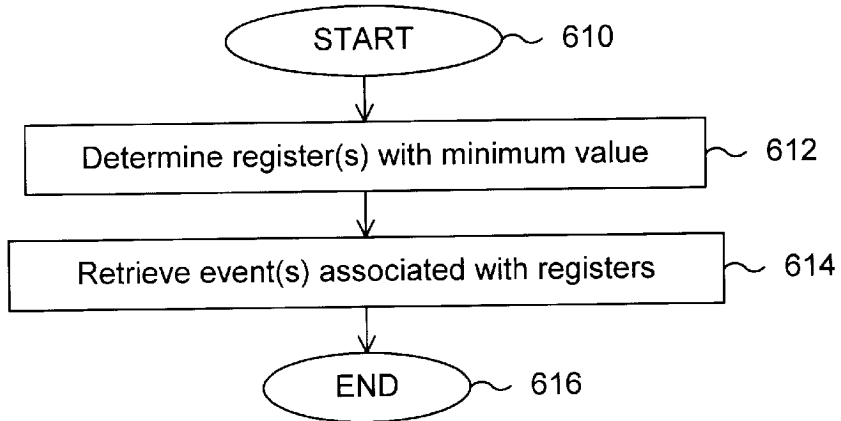 START 610
Determine register(s) with minimum value 612
Retrieve event(s) associated with registers 614
END 616